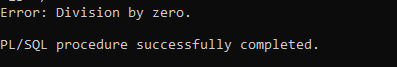 Error: Division by zero.
PL/SQL procedure successfully completed.